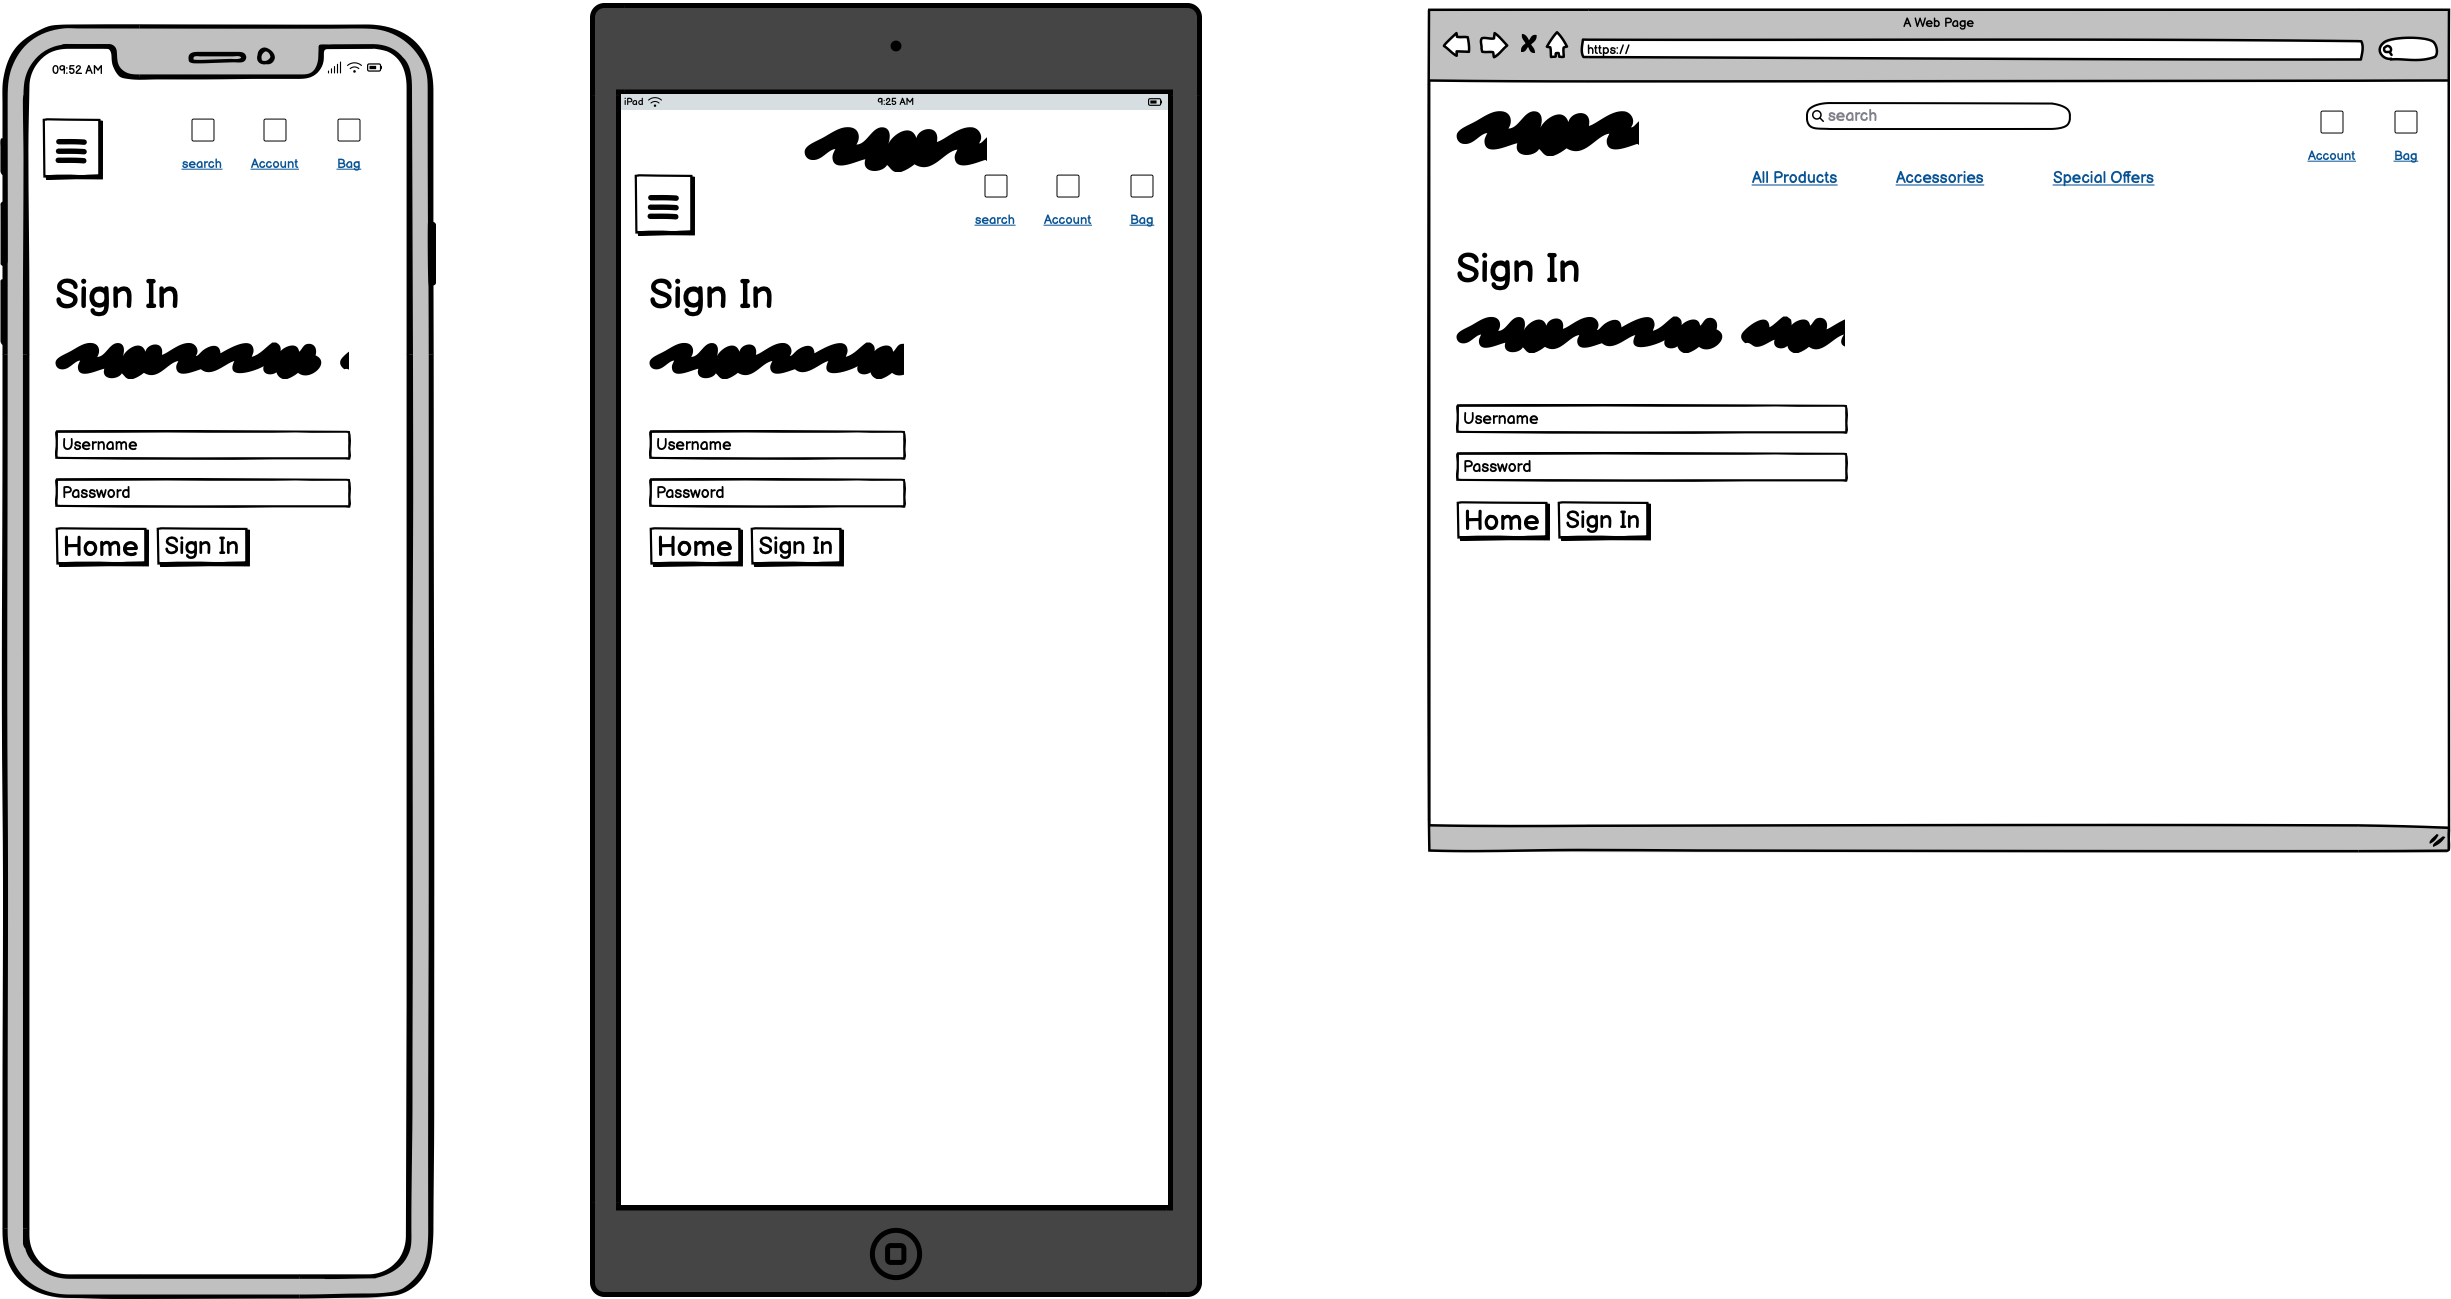 09:52 AM
search Account Bag
Sign In
Username
Password
Home Sign In
iPad 9:25 AM
search Account Bag
Sign In
Username
Password
Home Sign In
A Web Page
https://
search
Account Bag
All Products Accessories Special Offers
Sign In
Username
Password
Home Sign In